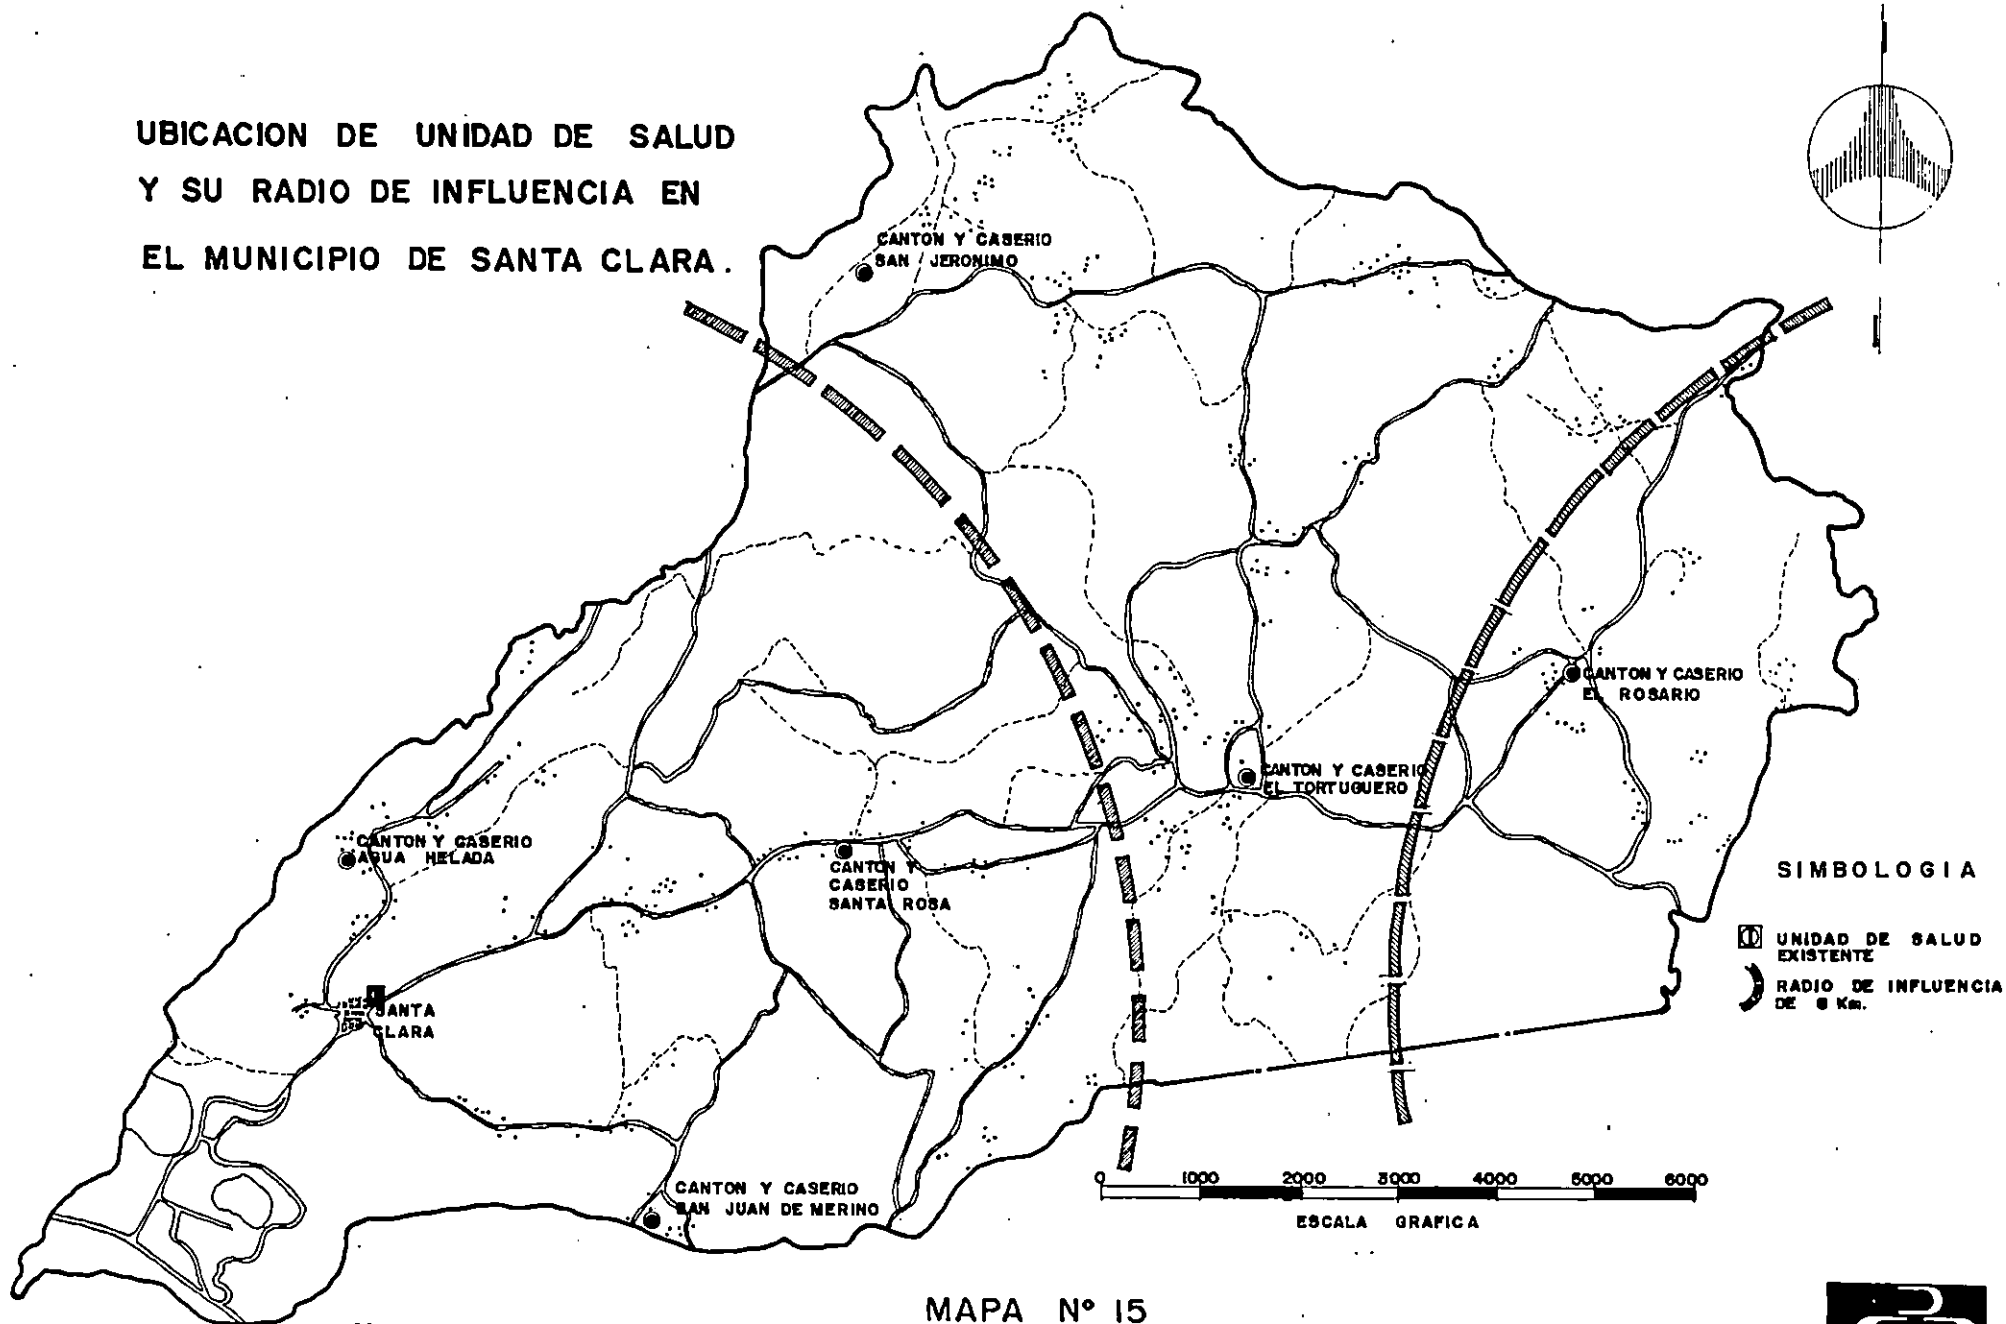 UBICACION DE UNIDAD DE SALUD
Y SU RADIO DE INFLUENCIA EN
EL MUNICIPIO DE SANTA CLARA.
CANTON Y CASERIO
SAN JERONIMO
CANTON Y CASERIO
EL ROSARIO
CANTON Y CASERIO
EL TORTUGUERO
CANTON Y CASERIO
AGUA HELADA
CANTON Y
CASERIO
SANTA ROSA
SIMBOLOGIA
UNIDAD DE SALUD
EXISTENTE
RADIO DE INFLUENCIA
DE Km.
SANTA
CLARA
CANTON Y CASERIO
SAN JUAN DE MERINO
0 1000 2000 3000 4000 5000 6000
ESCALA GRAFICA
MAPA Nº 15